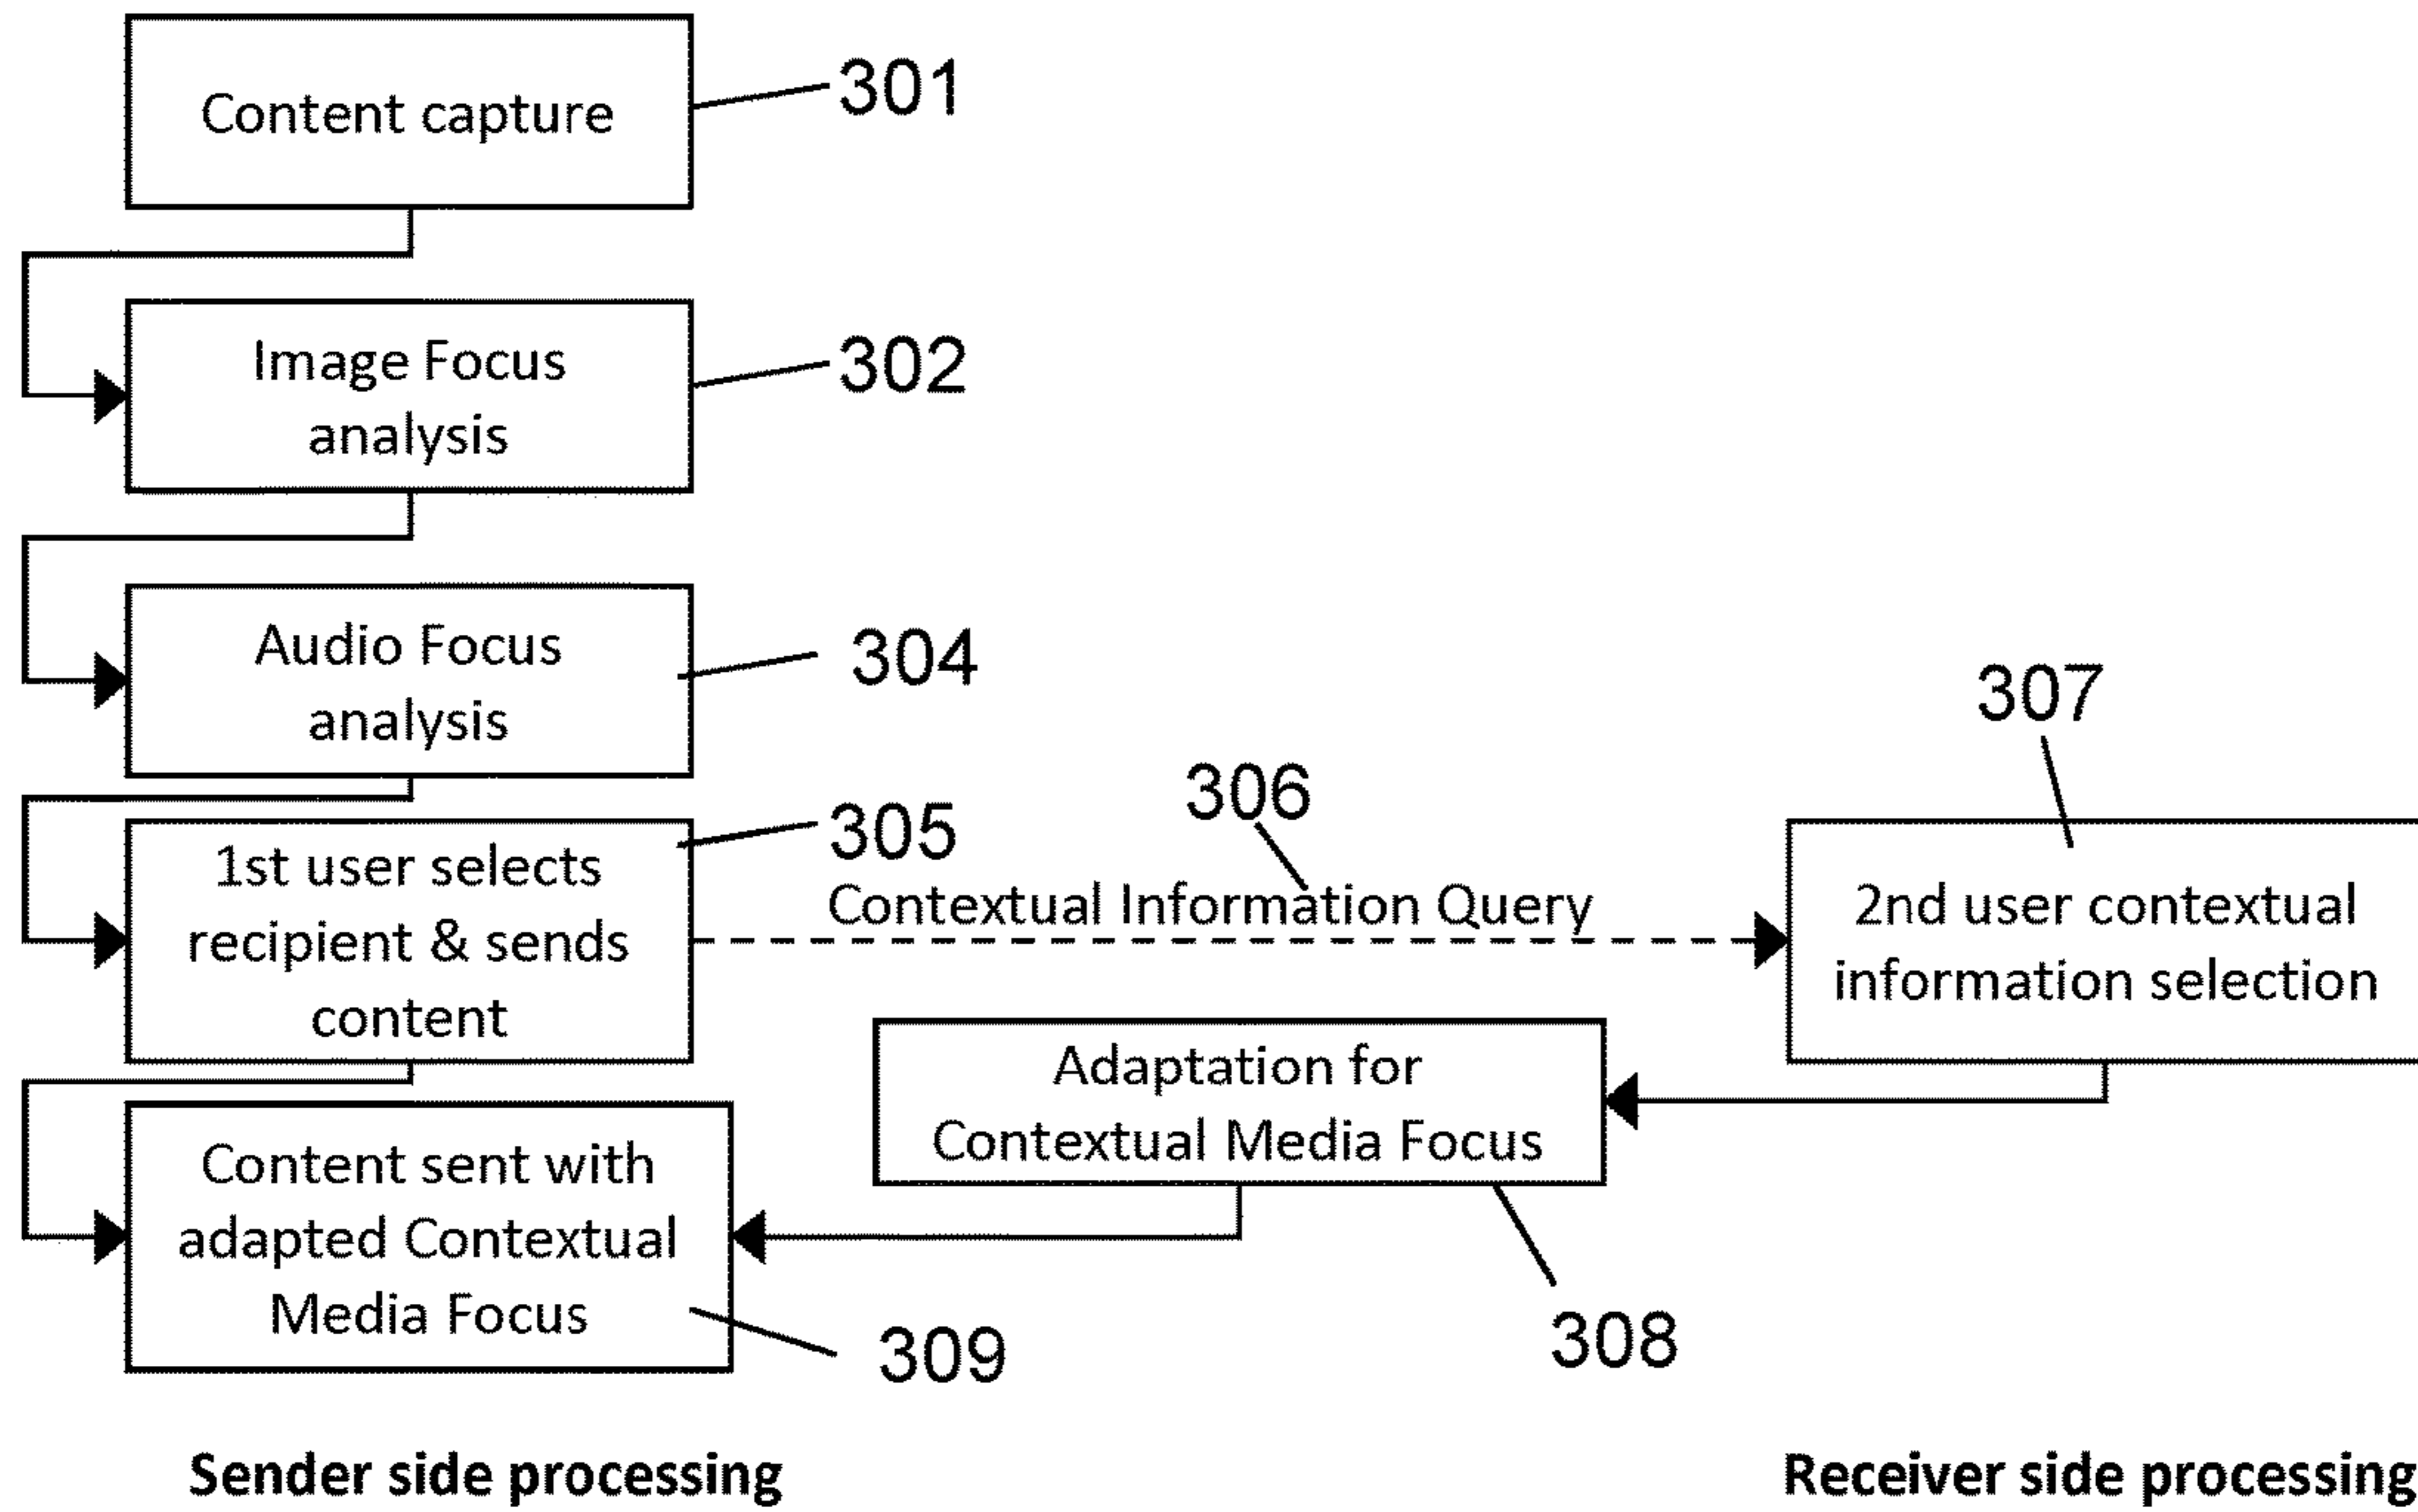 Content capture
301
Image Focus
analysis
302
Audio Focus
analysis
304
307
306
305
1st user selects
recipient & sends
content
Contextual Information Query
2nd user contextual
information selection
Adaptation for
Contextual Media Focus
308
Content sent with
adapted Contextual
Media Focus
309
Sender side processing
Receiver side processing